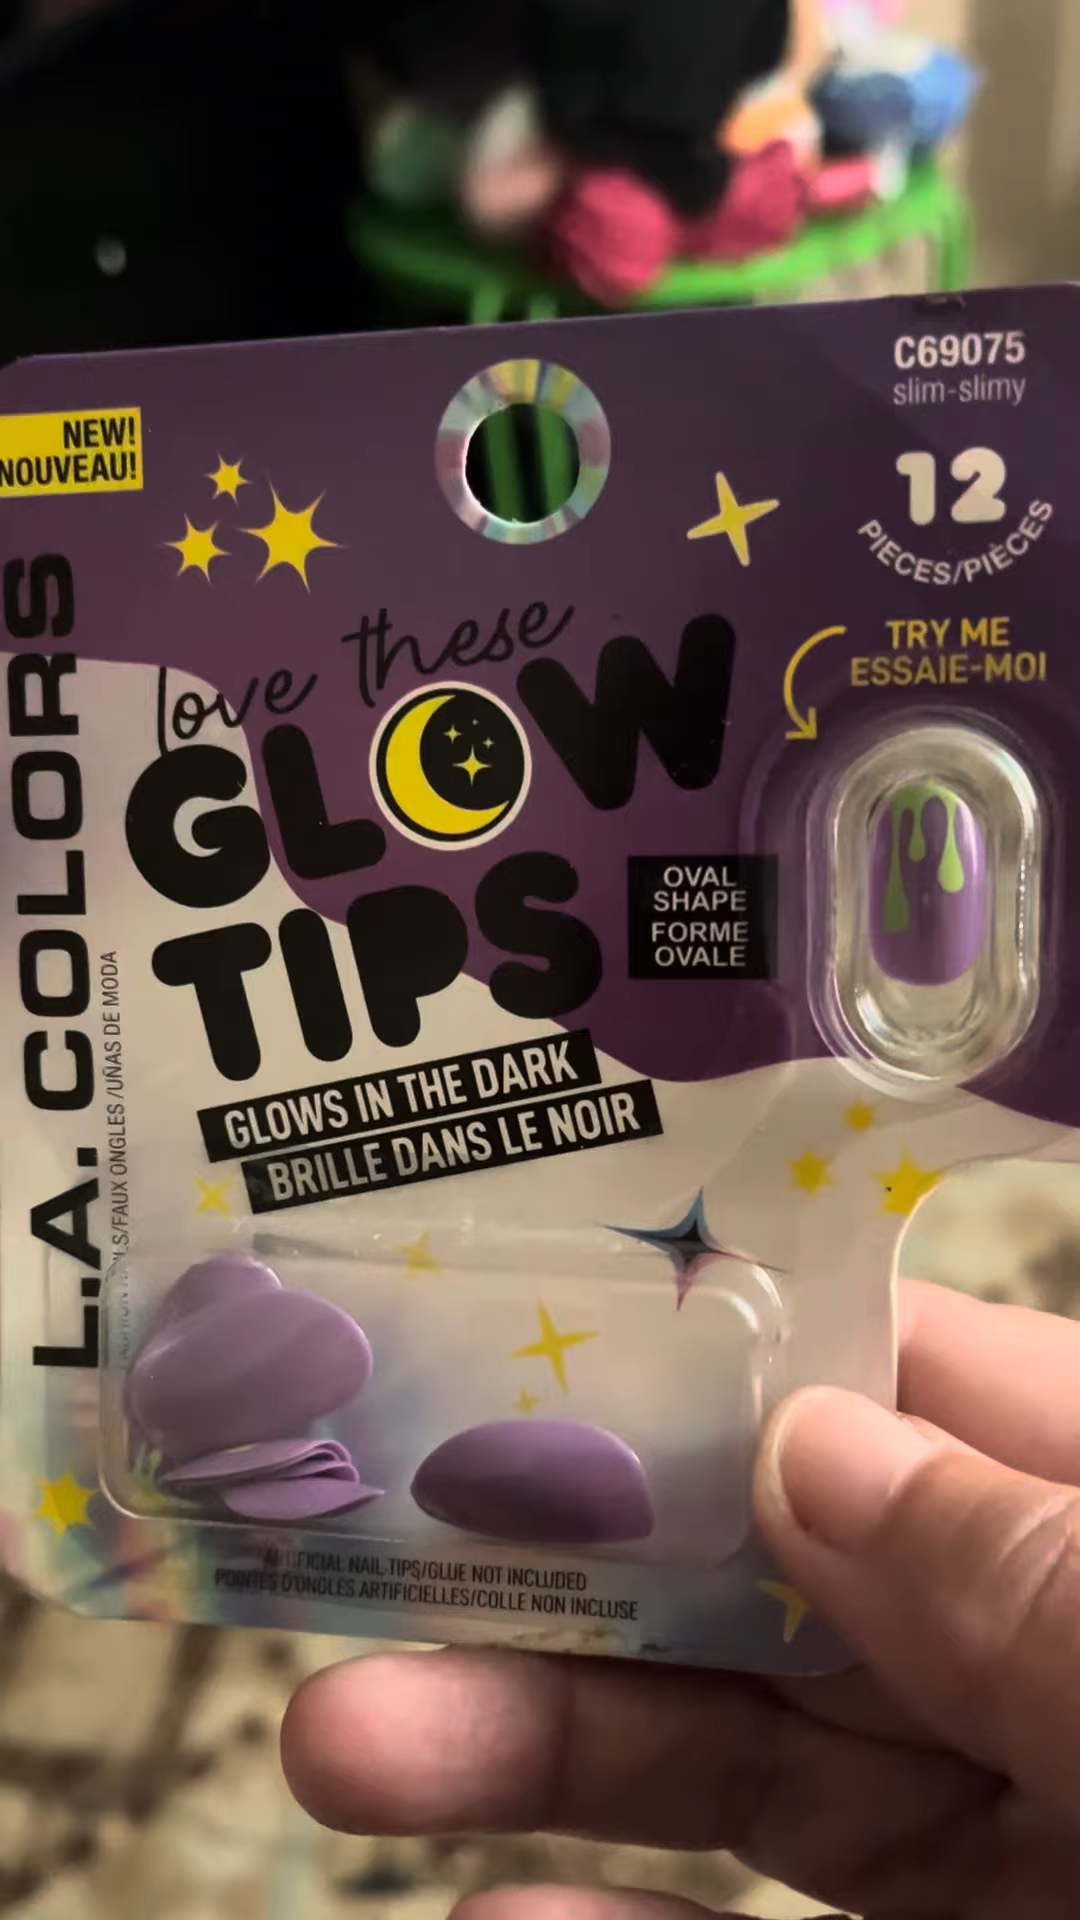 C69075
slim-slimy
NEW!
NOUVEAU!
12
PIECES/PIÈCES
TRY ME
ESSAIE-MOI
love these
GLOW
TIPS
OVAL
SHAPE
FORME
OVALE
GLOWS IN THE DARK
BRILLE DANS LE NOIR
L.A. COLORS
FASHION NAILS/FAUX ONGLES /UÑAS DE MODA
ARTIFICIAL NAIL TIPS/GLUE NOT INCLUDED
POINTES D'ONGLES ARTIFICIELLES/COLLE NON INCLUSE